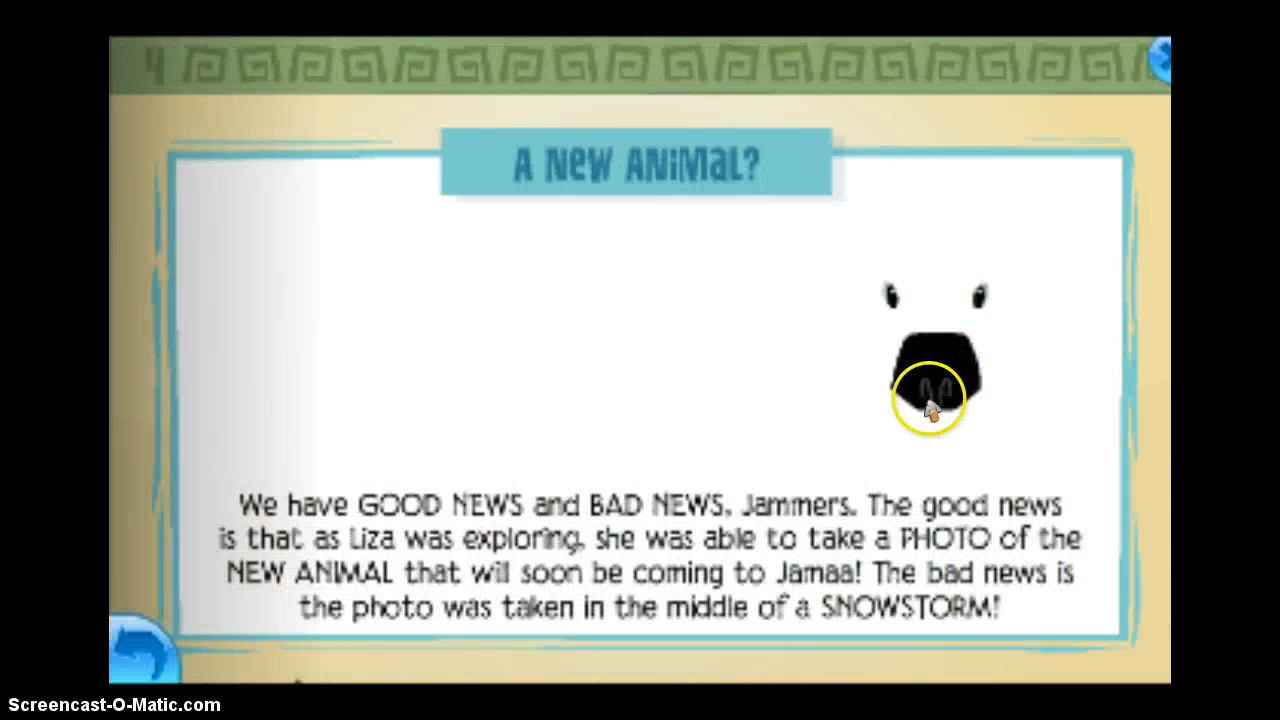 4
A NeW ANiMaL?
We have GOOD NEWS and BAD NEWS, Jammers. The good news
is that as Liza was exploring, she was able to take a PHOTO of the
NEW ANIMAL that will soon be coming to Jamaa! The bad news is
the photo was taken in the middle of a SNOWSTORM!
Screencast-O-Matic.com